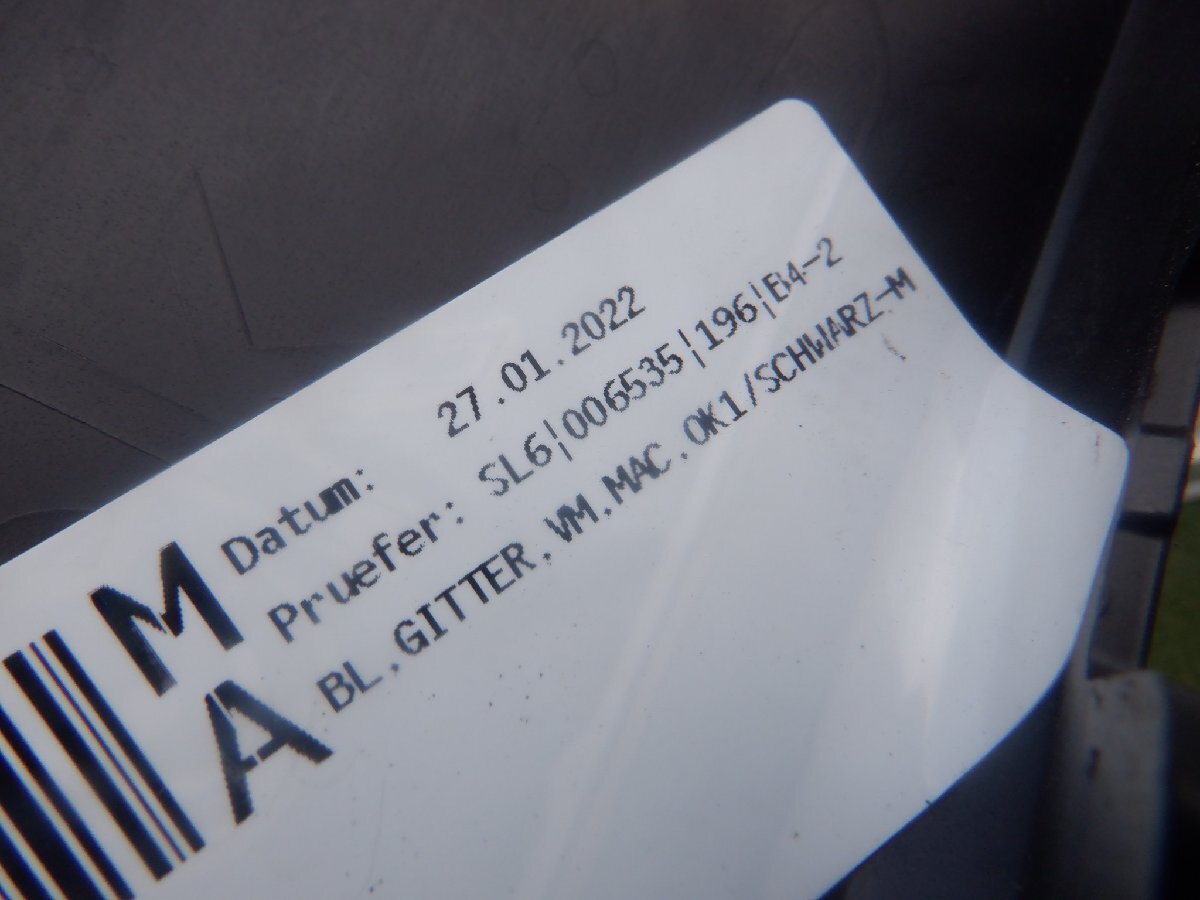 Datum: 27.01.2022
Pruefer: SL6¦006535¦196¦B4-2
BL.GITTER.VM.MAC.OK1/SCHWARZ-M
M
A